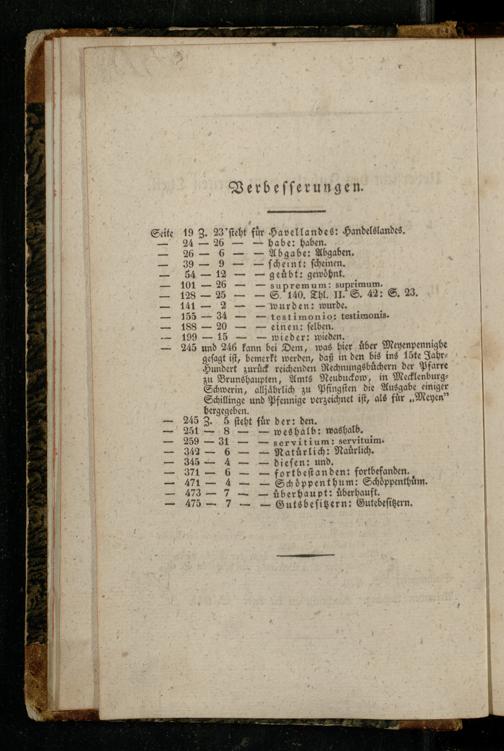 Verbesserungen.
Seite 19 Z. 23 steht für Havellandes: Handelslandes.
— 24 — 26 — — habe: haben.
— 26 — 6 — — Abgabe: Abgaben.
— 39 — 9 — — scheint: scheinen.
— 54 — 12 — — geübt: gewöhnt.
— 101 — 26 — — supremum: suprimum.
— 128 — 25 — — S. 140. Thl. II. S. 42: S. 23.
— 141 — 2 — — wurden: wurde.
— 155 — 34 — — testimonio: testimonis.
— 188 — 20 — — einen: selben.
— 199 — 15 — — wieder: wieden.
— 245 und 246 kann bei Dem, was hier über Meyenpennighe
gesagt ist, bemerkt werden, daß in den bis ins 15te Jahr-
Hundert zurück reichenden Rechnungsbüchern der Pfarre
zu Brunshaupten, Amts Neubuckow, in Mecklenburg-
Schwerin, alljährlich zu Pfingsten die Ausgabe einiger
Schillinge und Pfennige verzeichnet ist, als für „Meyen"
hergegeben.
— 245 Z. 5 steht für der: den.
— 251 — 8 — — weshalb: washalb.
— 259 — 31 — — servitium: servituim.
— 342 — 6 — — Natürlich: Naürlich.
— 345 — 4 — — diesen: und.
— 371 — 6 — — fortbestanden: fortbefanden.
— 471 — 4 — — Schöppenthum: Schöppenthüm.
— 473 — 7 — — überhaupt: überhauft.
— 475 — 7 — — Gutsbesitzern: Gutebesitzern.